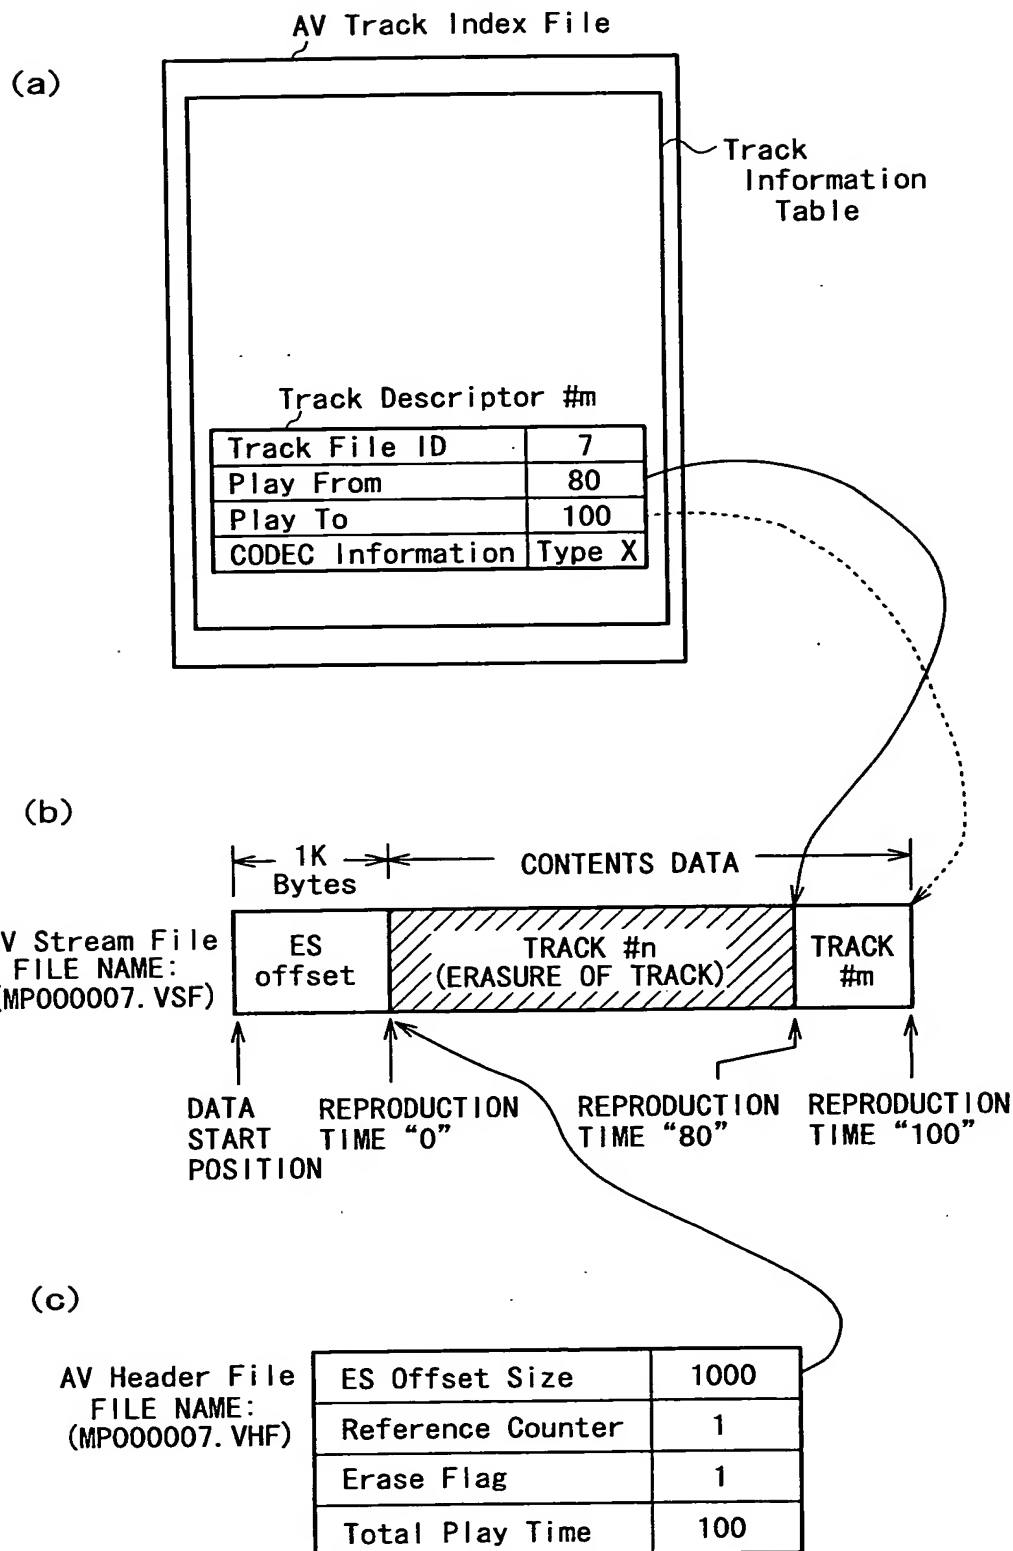 AV Track Index File
(a)
Track
Information
Table
Track Descriptor #m
Track File ID 7
Play From 80
Play To 100
CODEC Information Type X
(b)
1K
Bytes
CONTENTS DATA
V Stream File
FILE NAME:
(MP000007.VSF)
ES
offset
TRACK #n
(ERASURE OF TRACK)
TRACK
#m
DATA
START
POSITION
REPRODUCTION
TIME “0”
REPRODUCTION
TIME “80”
REPRODUCTION
TIME “100”
(c)
AV Header File
FILE NAME:
(MP000007.VHF)
ES Offset Size 1000
Reference Counter 1
Erase Flag 1
Total Play Time 100